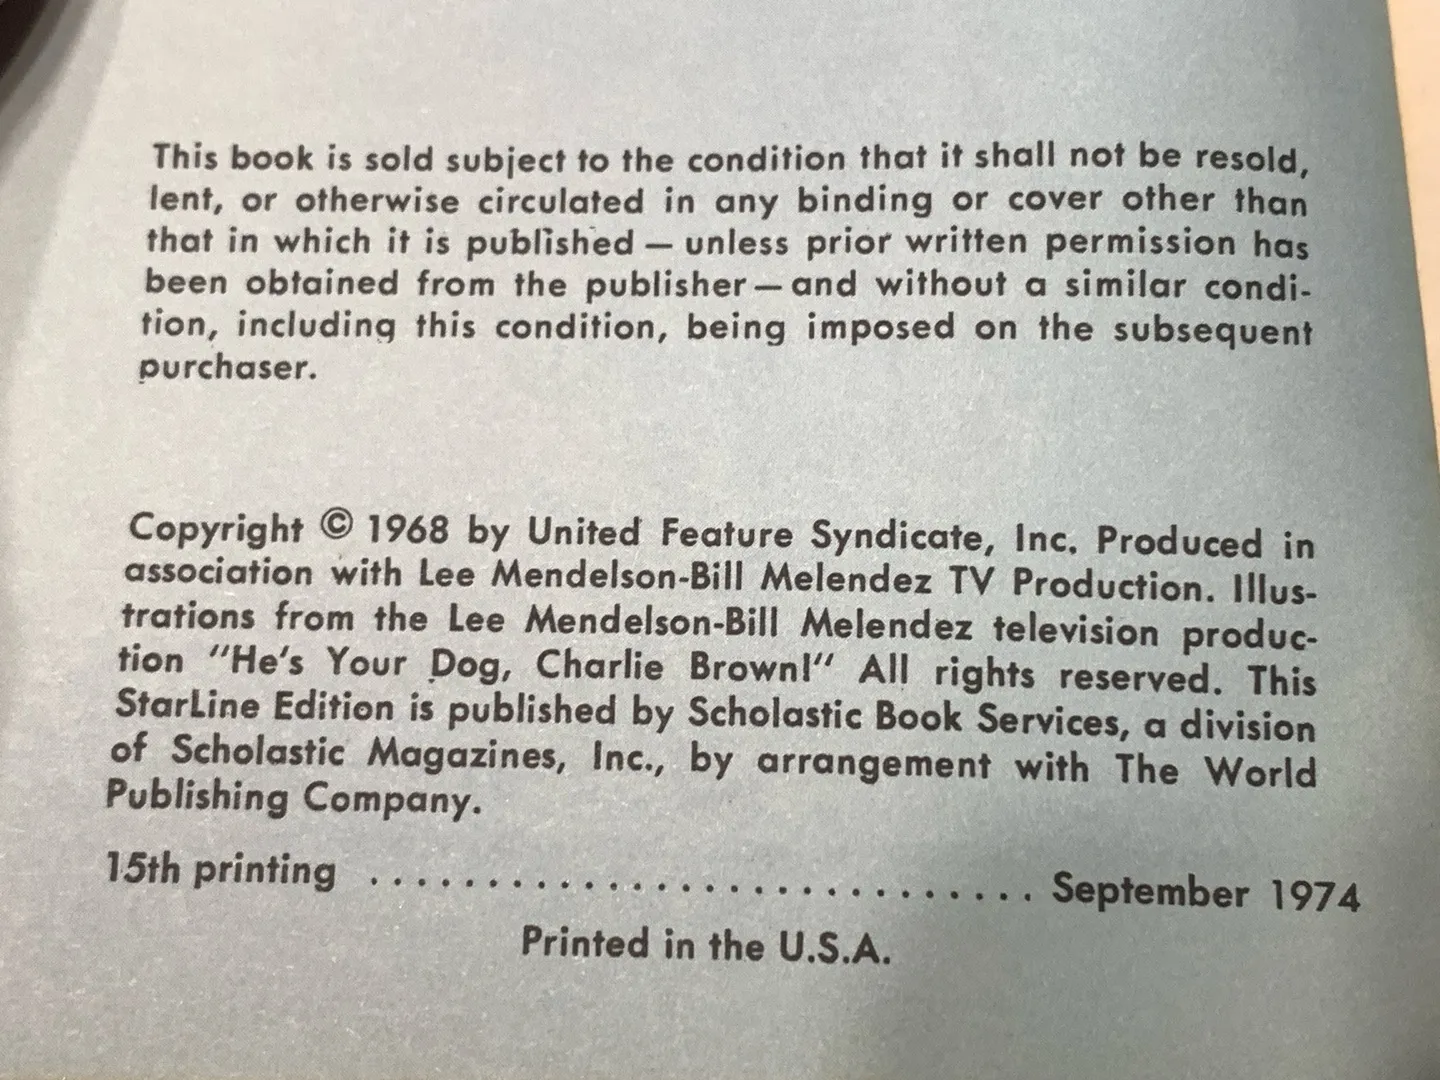 This book is sold subject to the condition that it shall not be resold,
lent, or otherwise circulated in any binding or cover other than
that in which it is published — unless prior written permission has
been obtained from the publisher — and without a similar condi-
tion, including this condition, being imposed on the subsequent
purchaser.
Copyright © 1968 by United Feature Syndicate, Inc. Produced in
association with Lee Mendelson-Bill Melendez TV Production. Illus-
trations from the Lee Mendelson-Bill Melendez television produc-
tion "He's Your Dog, Charlie Brown!" All rights reserved. This
StarLine Edition is published by Scholastic Book Services, a division
of Scholastic Magazines, Inc., by arrangement with The World
Publishing Company.
15th printing ............................. September 1974
Printed in the U.S.A.